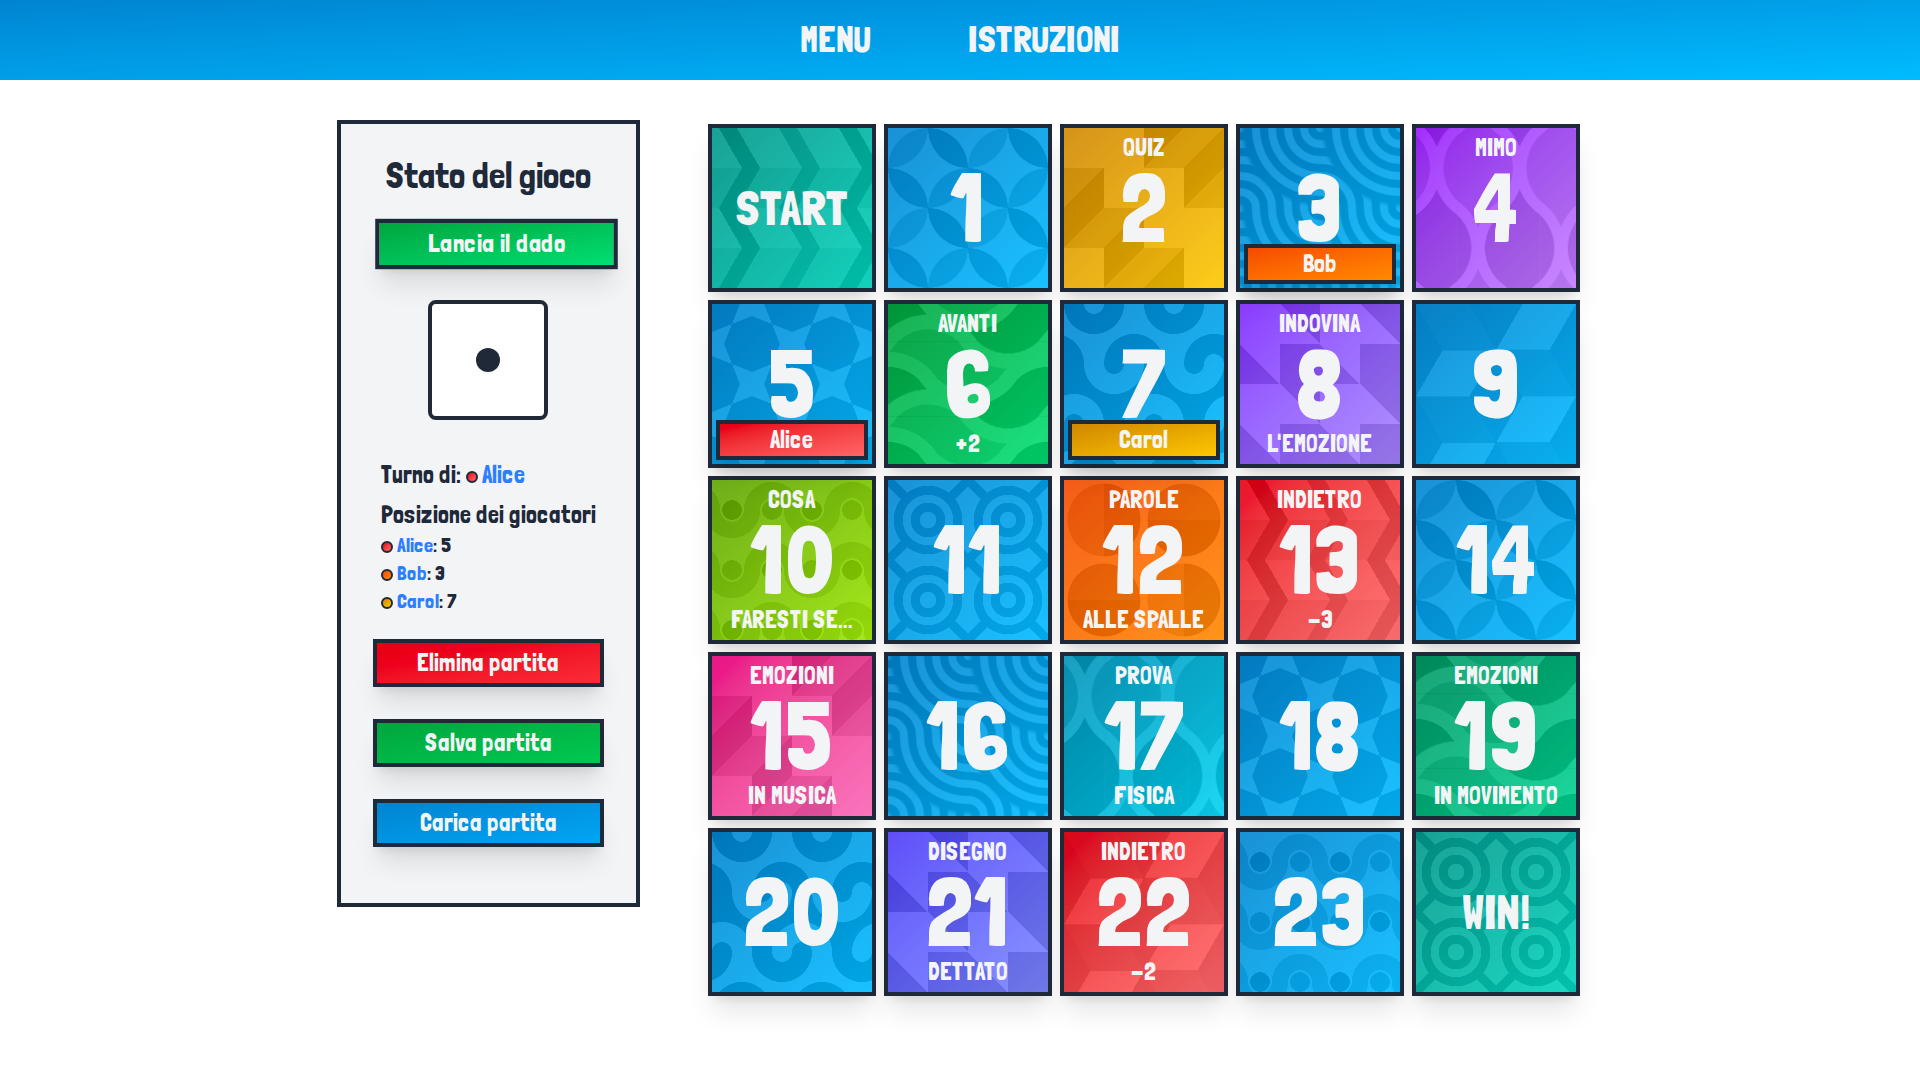 MENU
ISTRUZIONI
Stato del gioco
Lancia il dado
Turno di: Alice
Posizione dei giocatori
Alice: 5
Bob: 3
Carol: 7
Elimina partita
Salva partita
Carica partita
START
1
QUIZ
2
3
Bob
MIMO
4
5
Alice
AVANTI
6
+2
7
Carol
INDOVINA
8
L'EMOZIONE
9
COSA
10
FARESTI SE...
11
PAROLE
12
ALLE SPALLE
INDIETRO
13
-3
14
EMOZIONI
15
IN MUSICA
16
PROVA
17
FISICA
18
EMOZIONI
19
IN MOVIMENTO
20
DISEGNO
21
DETTATO
INDIETRO
22
-2
23
WIN!